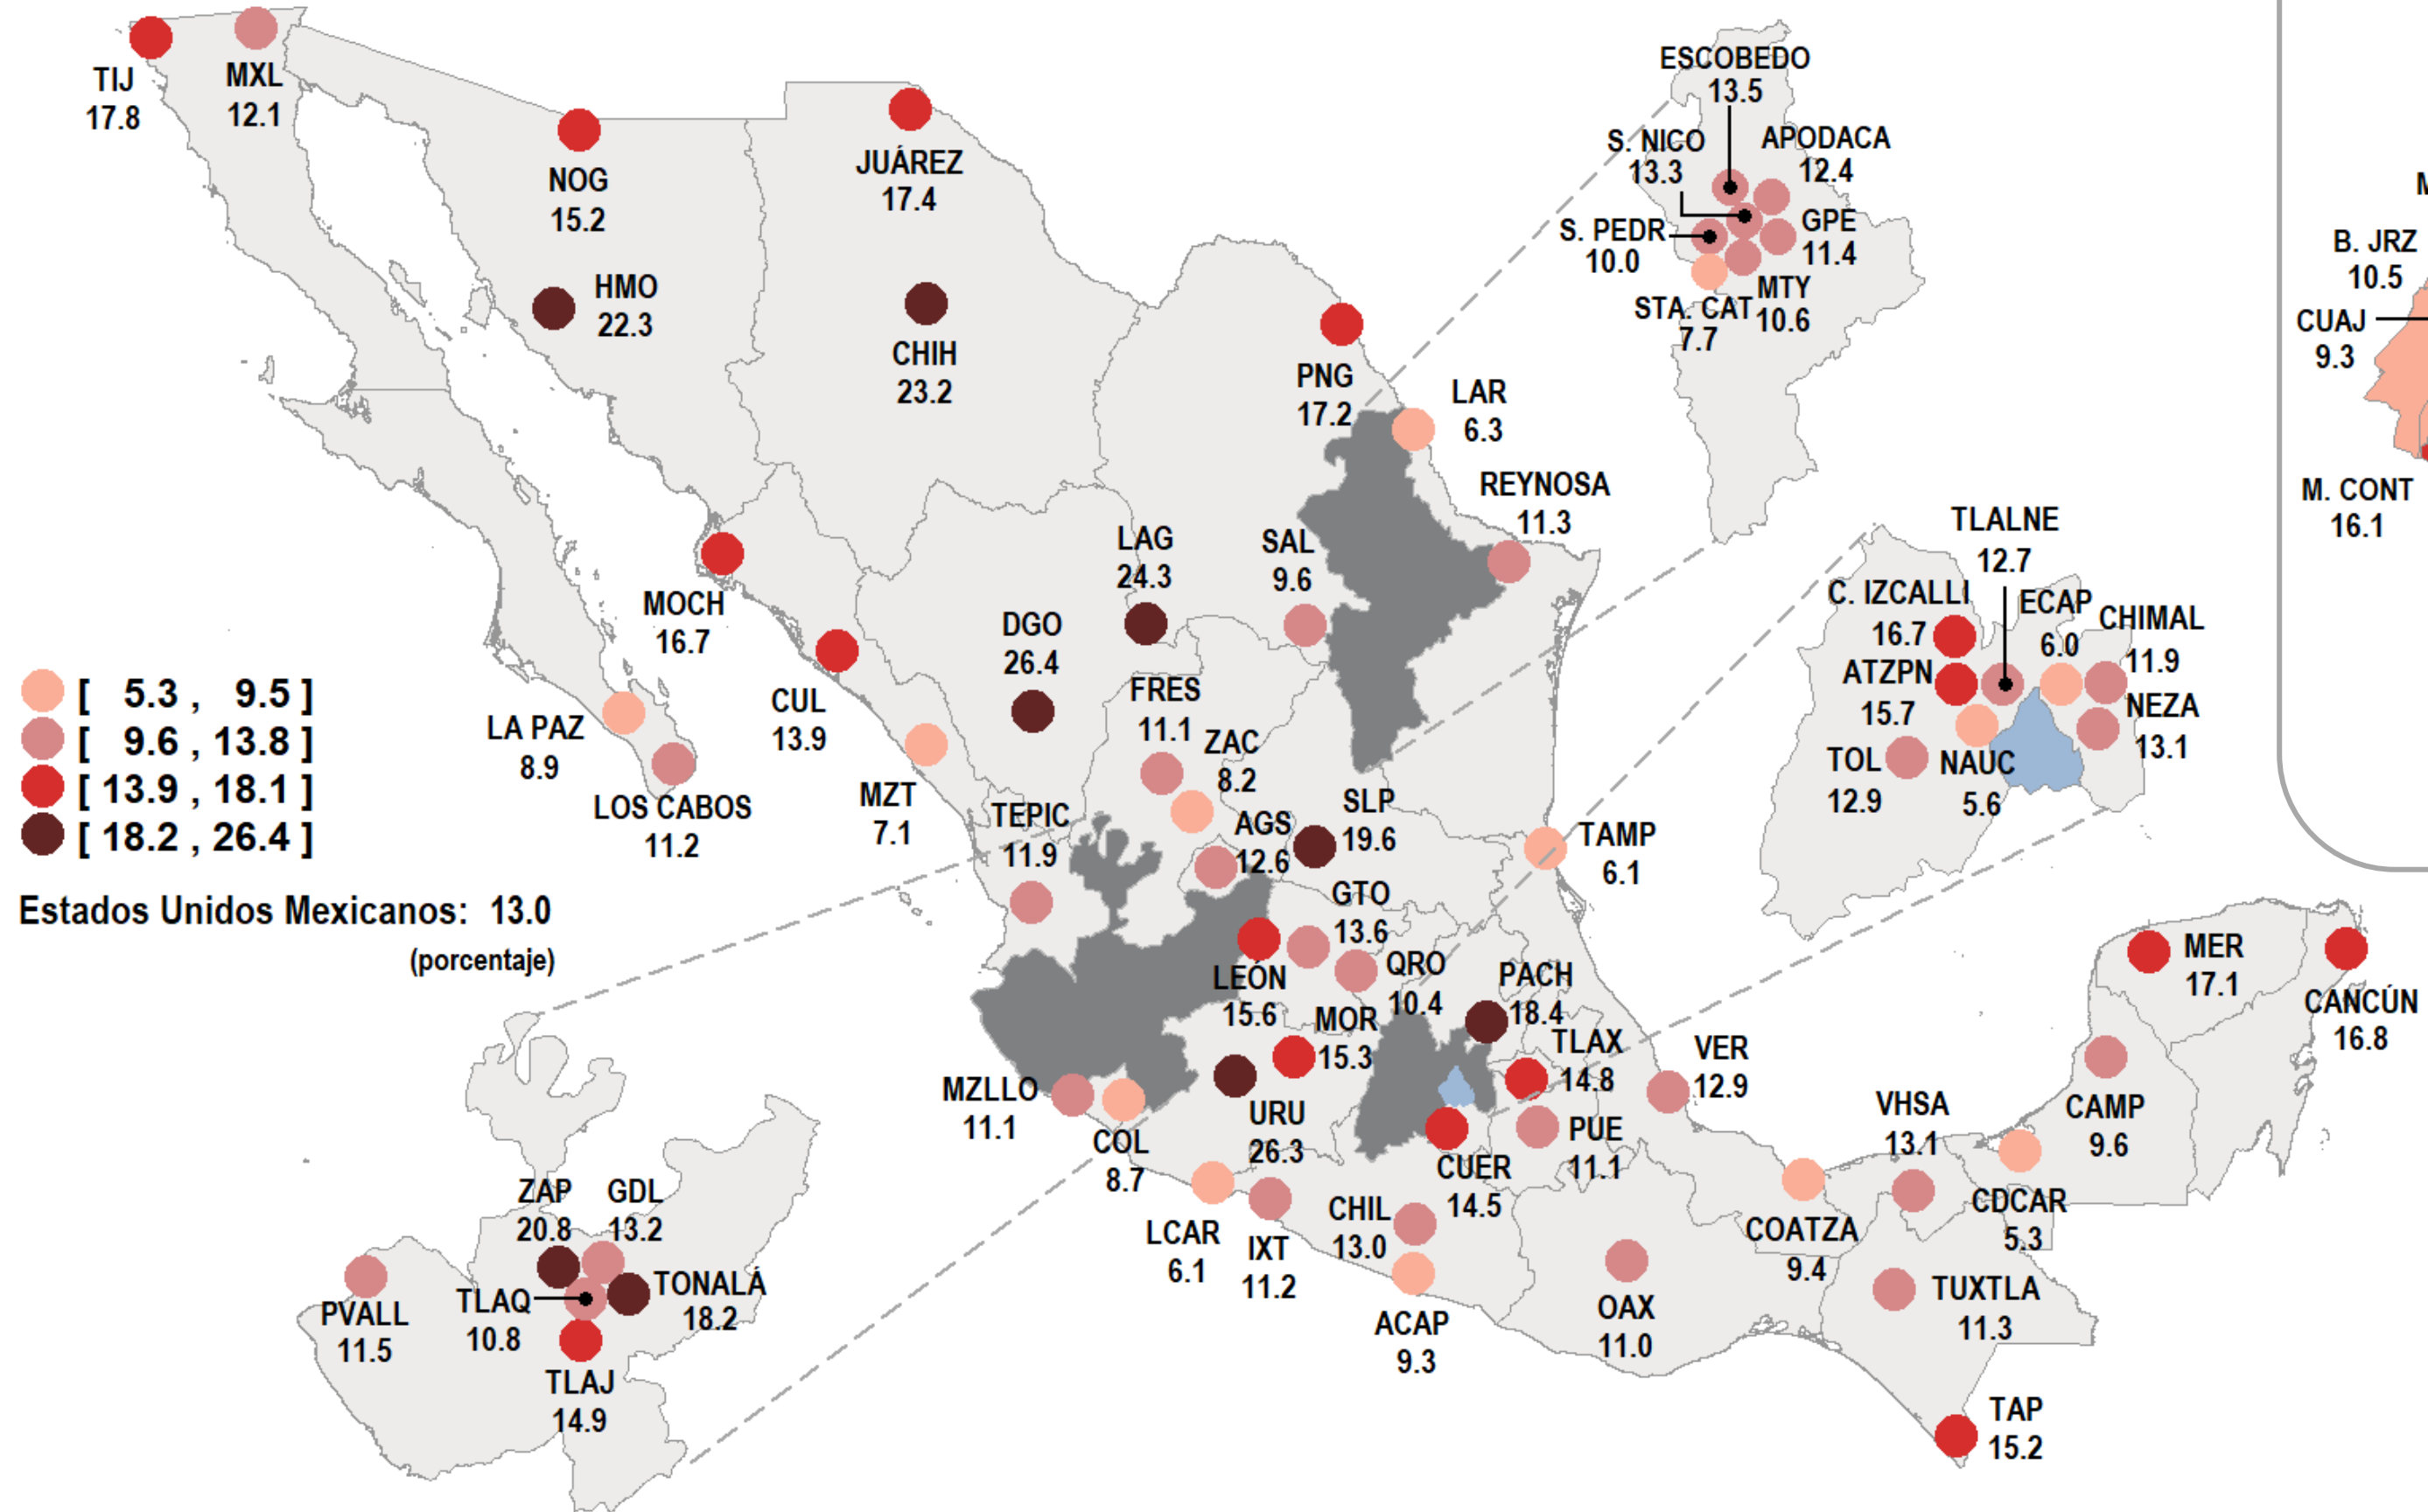 TIJ
17.8
MXL
12.1
NOG
15.2
HMO
22.3
JUÁREZ
17.4
CHIH
23.2
PNG
17.2
LAR
6.3
REYNOSA
11.3
ESCOBEDO
13.5
S. NICO
13.3
APODACA
12.4
S. PEDR
10.0
GPE
11.4
STA. CAT
7.7
MTY
10.6
B. JRZ
10.5
CUAJ
9.3
M. CONT
16.1
MOCH
16.7
CUL
13.9
LAG
24.3
SAL
9.6
DGO
26.4
FRES
11.1
ZAC
8.2
LA PAZ
8.9
LOS CABOS
11.2
MZT
7.1
TEPIC
11.9
AGS
12.6
SLP
19.6
TAMP
6.1
GTO
13.6
LEÓN
15.6
QRO
10.4
PACH
18.4
MOR
15.3
TLAX
14.8
VER
12.9
MZLLO
11.1
COL
8.7
URU
26.3
CUER
14.5
PUE
11.1
LCAR
6.1
IXT
11.2
CHIL
13.0
ACAP
9.3
OAX
11.0
COATZA
9.4
VHSA
13.1
CDCAR
5.3
CAMP
9.6
MER
17.1
CANCÚN
16.8
TUXTLA
11.3
TAP
15.2
TLALNE
12.7
C. IZCALLI
16.7
ECAP
6.0
CHIMAL
11.9
ATZPN
15.7
NEZA
13.1
TOL
12.9
NAUC
5.6
ZAP
20.8
GDL
13.2
PVALL
11.5
TLAQ
10.8
TONALÁ
18.2
TLAJ
14.9
[ 5.3 , 9.5 ]
[ 9.6 , 13.8 ]
[ 13.9 , 18.1 ]
[ 18.2 , 26.4 ]
Estados Unidos Mexicanos: 13.0
(porcentaje)